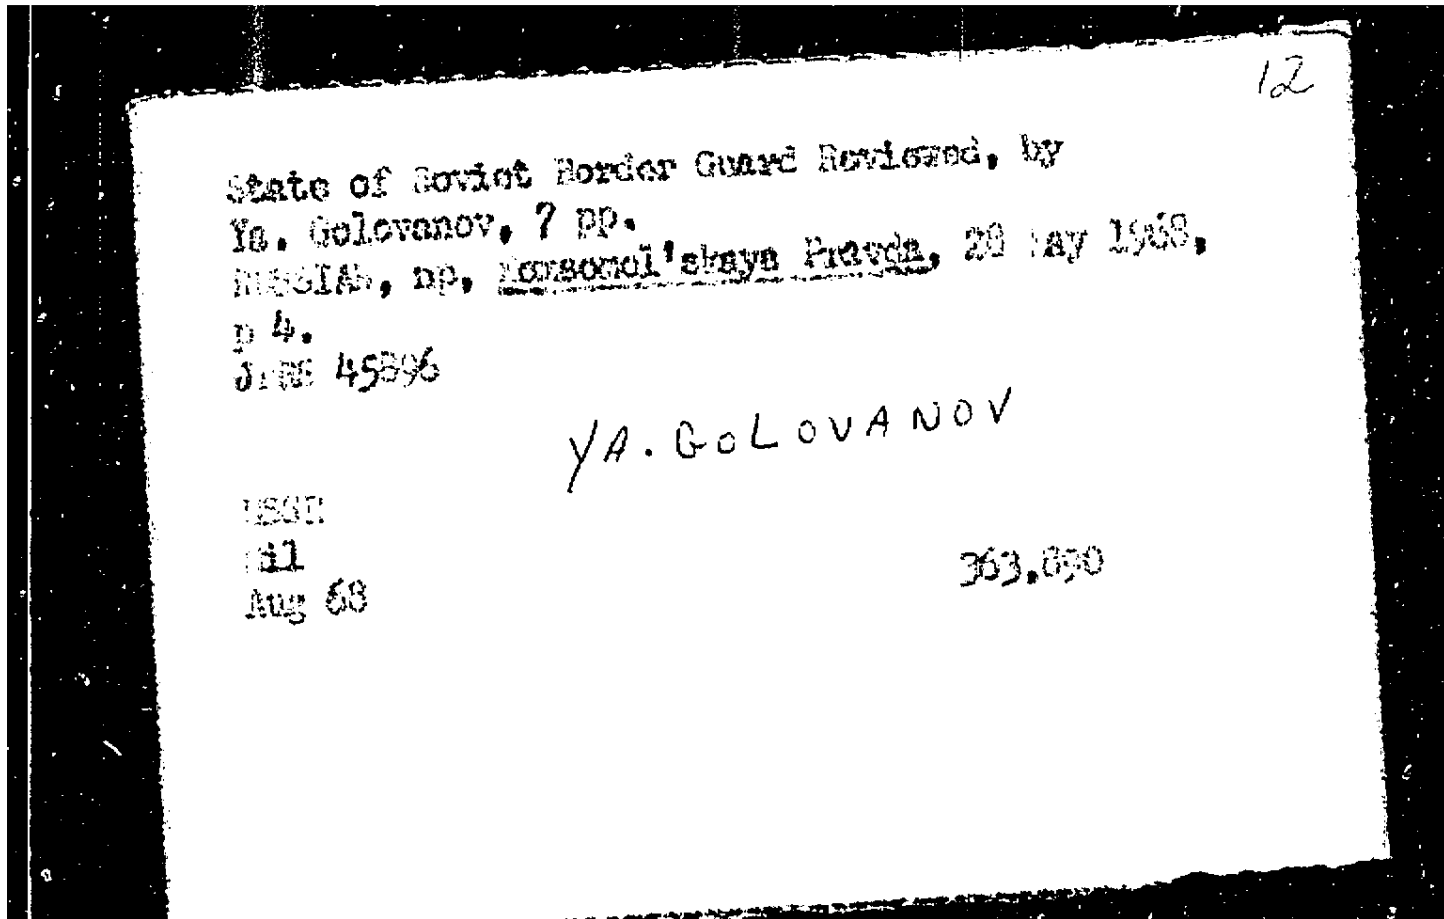 12
State of Soviet Border Guard Reviewed, by
Ya. Golovanov, 7 pp.
RUSSIAN, np, Komsomol'skaya Pravda, 28 May 1968,
p 4.
JPRS 45896
YA. GOLOVANOV
USSR
Mil
Aug 68
363,890